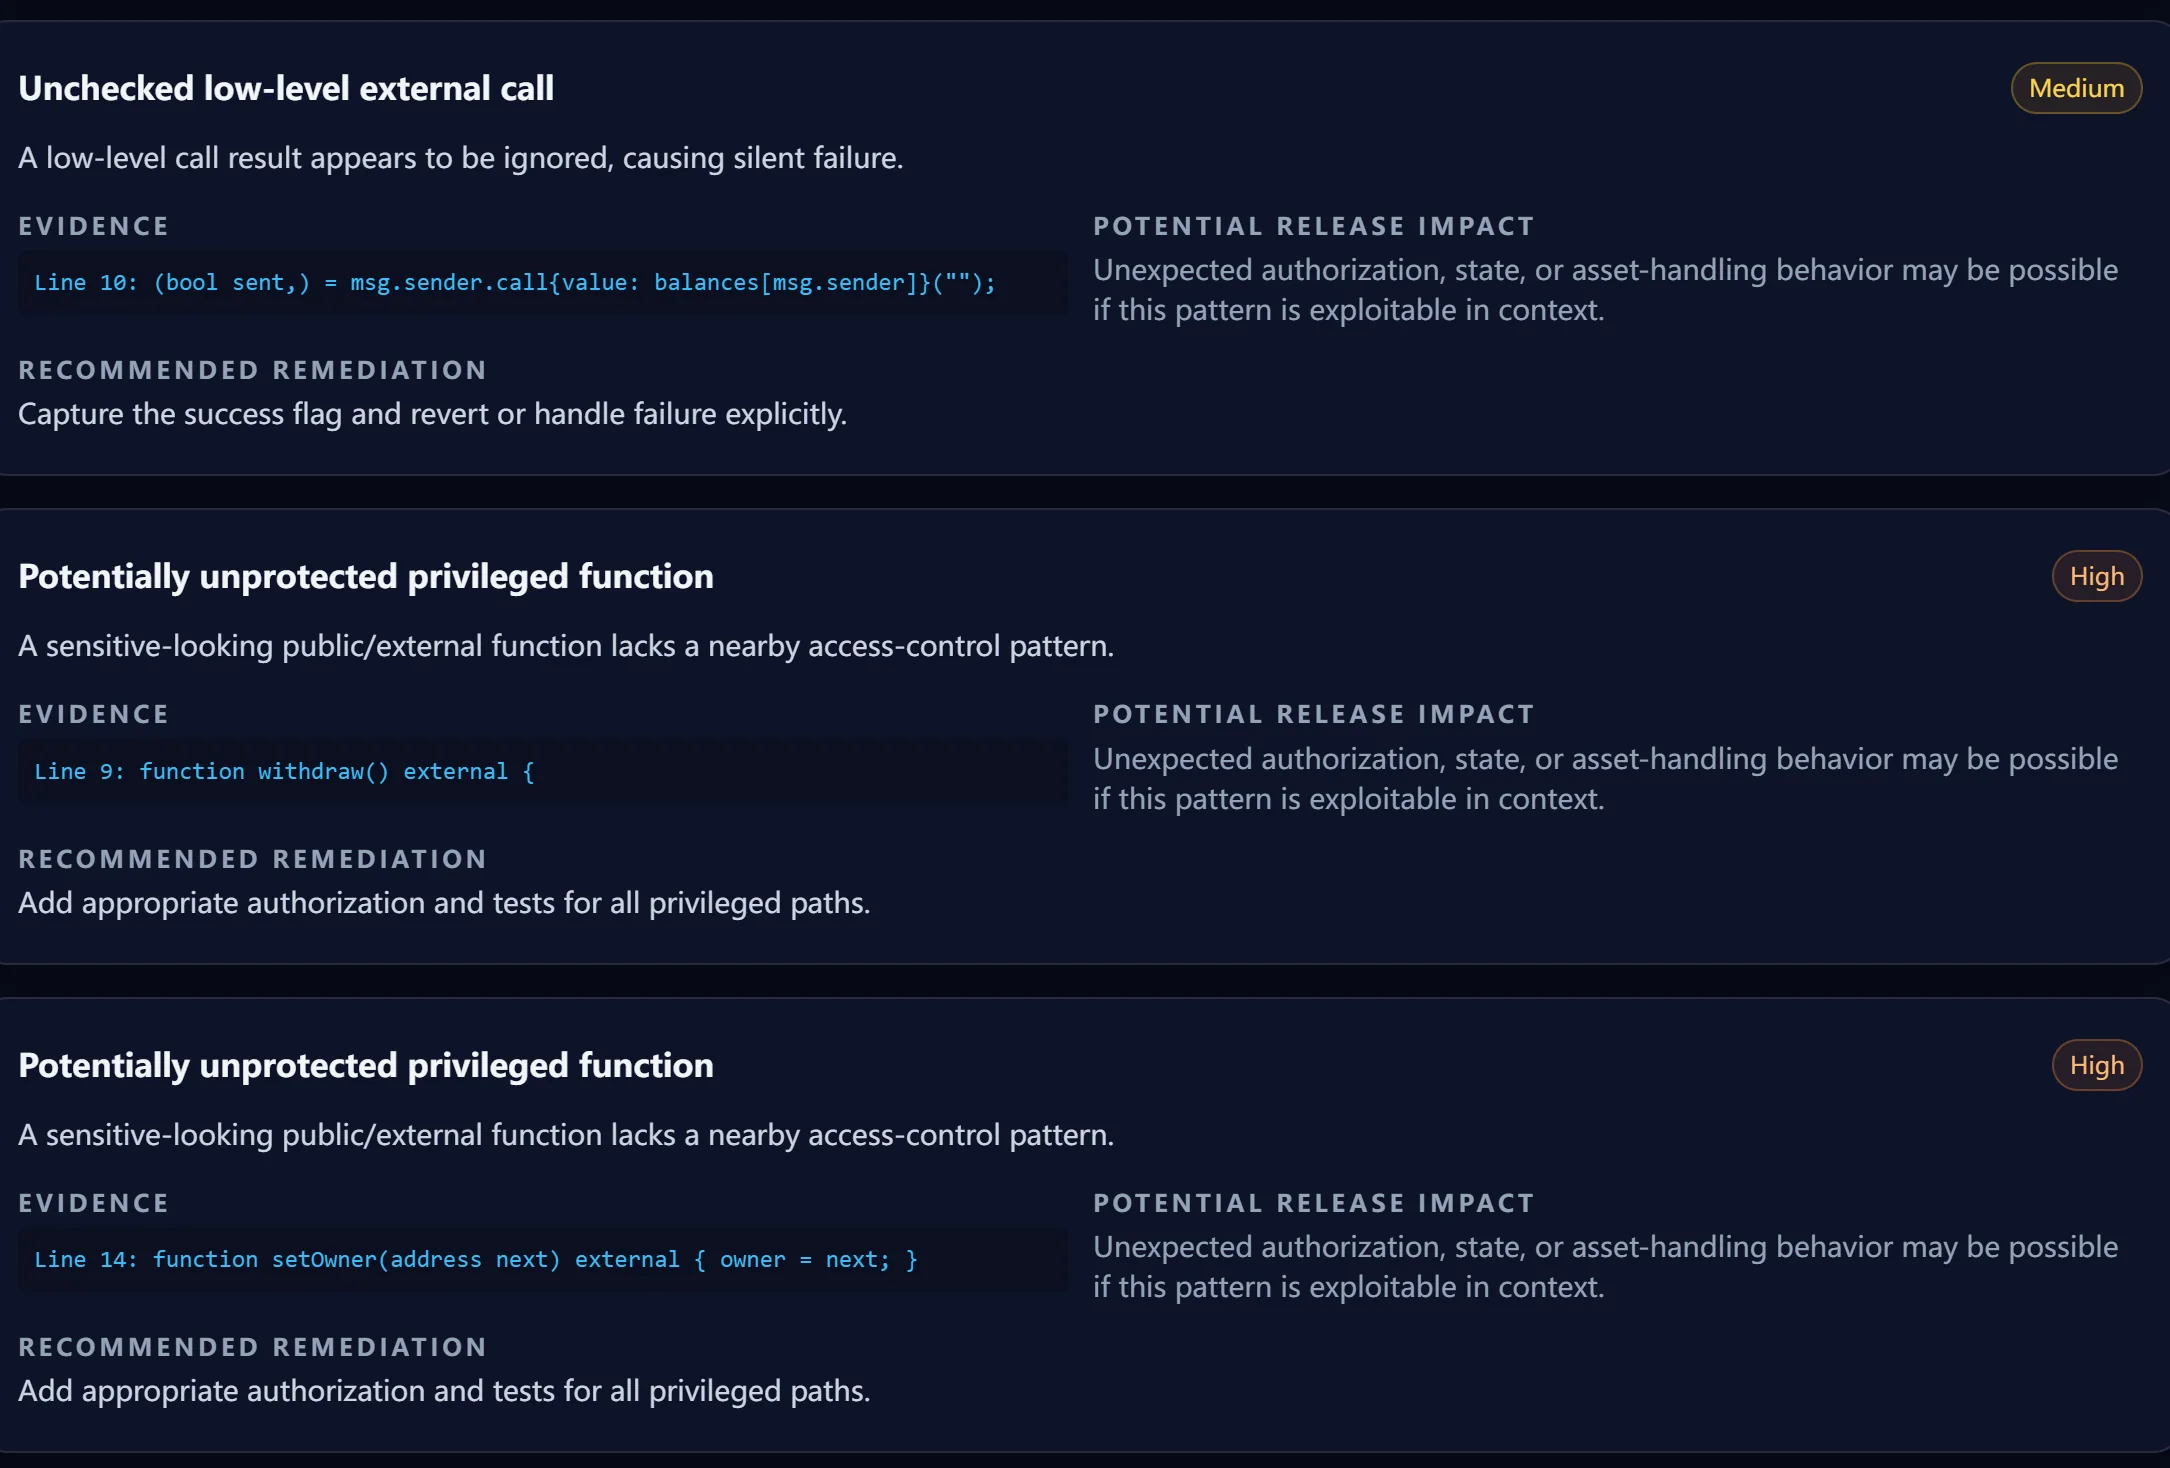 Unchecked low-level external call
Medium
A low-level call result appears to be ignored, causing silent failure.
EVIDENCE
Line 10: (bool sent,) = msg.sender.call{value: balances[msg.sender]}("");
POTENTIAL RELEASE IMPACT
Unexpected authorization, state, or asset-handling behavior may be possible
if this pattern is exploitable in context.
RECOMMENDED REMEDIATION
Capture the success flag and revert or handle failure explicitly.
Potentially unprotected privileged function
High
A sensitive-looking public/external function lacks a nearby access-control pattern.
EVIDENCE
Line 9: function withdraw() external {
POTENTIAL RELEASE IMPACT
Unexpected authorization, state, or asset-handling behavior may be possible
if this pattern is exploitable in context.
RECOMMENDED REMEDIATION
Add appropriate authorization and tests for all privileged paths.
Potentially unprotected privileged function
High
A sensitive-looking public/external function lacks a nearby access-control pattern.
EVIDENCE
Line 14: function setOwner(address next) external { owner = next; }
POTENTIAL RELEASE IMPACT
Unexpected authorization, state, or asset-handling behavior may be possible
if this pattern is exploitable in context.
RECOMMENDED REMEDIATION
Add appropriate authorization and tests for all privileged paths.